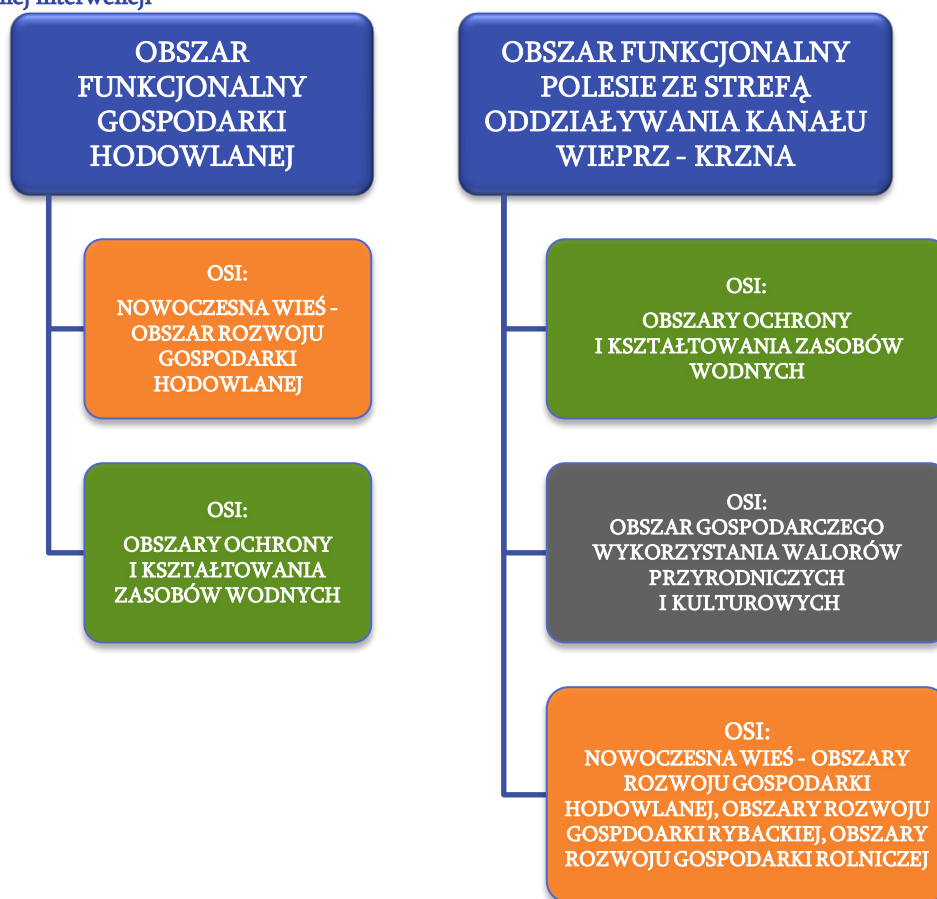 nej interwencji
OBSZAR
FUNKCJONALNY
GOSPODARKI
HODOWLANEJ
OSI:
NOWOCZESNA WIEŚ -
OBSZAR ROZWOJU
GOSPODARKI
HODOWLANEJ
OSI:
OBSZARY OCHRONY
I KSZTAŁTOWANIA
ZASOBÓW WODNYCH
OBSZAR FUNKCJONALNY
POLESIE ZE STREFĄ
ODDZIAŁYWANIA KANAŁU
WIEPRZ - KRZNA
OSI:
OBSZARY OCHRONY
I KSZTAŁTOWANIA ZASOBÓW
WODNYCH
OSI:
OBSZAR GOSPODARCZEGO
WYKORZYSTANIA WALORÓW
PRZYRODNICZYCH
I KULTUROWYCH
OSI:
NOWOCZESNA WIEŚ - OBSZARY
ROZWOJU GOSPODARKI
HODOWLANEJ, OBSZARY ROZWOJU
GOSPDOARKI RYBACKIEJ, OBSZARY
ROZWOJU GOSPODARKI ROLNICZEJ